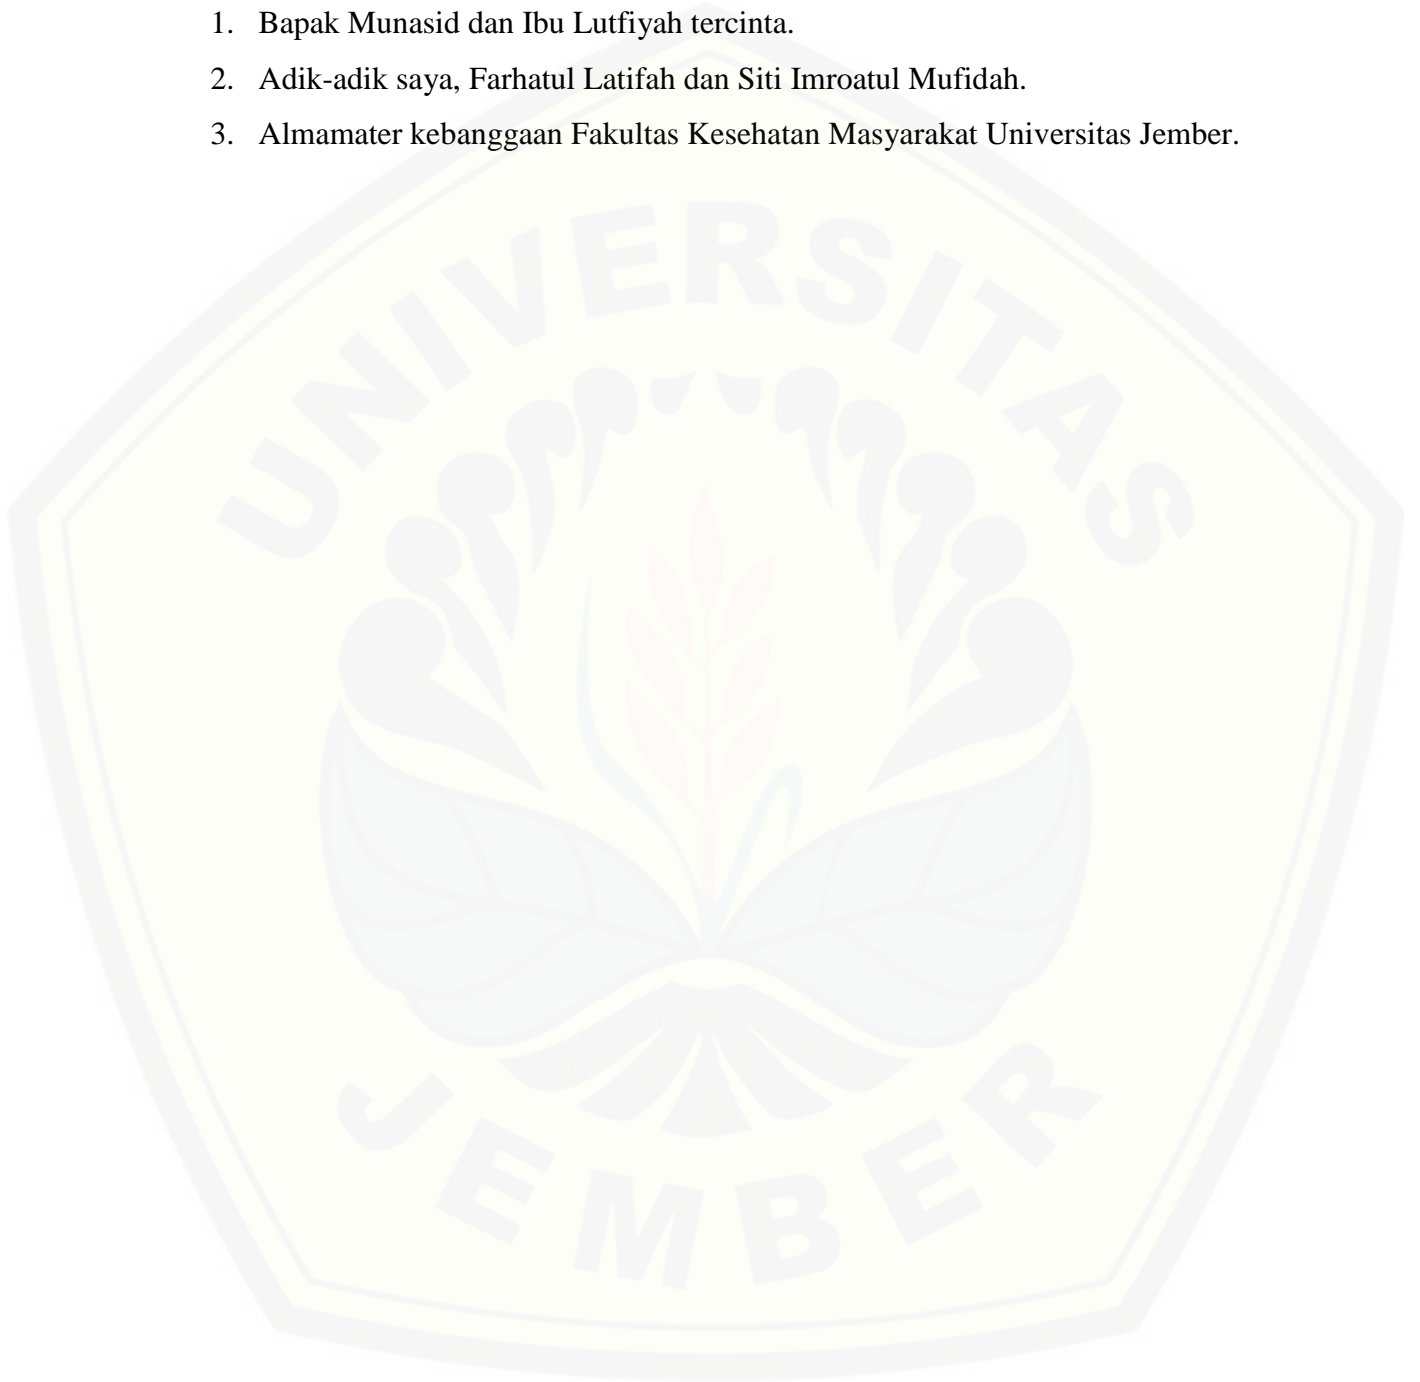 1. Bapak Munasid dan Ibu Lutfiyah tercinta.
2. Adik-adik saya, Farhatul Latifah dan Siti Imroatul Mufidah.
3. Almamater kebanggaan Fakultas Kesehatan Masyarakat Universitas Jember.
UNIVERSITAS
JEMBER